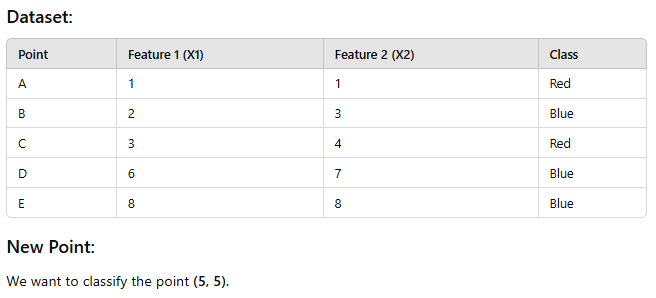 Dataset:
Point Feature 1 (X1) Feature 2 (X2) Class
A 1 1 Red
B 2 3 Blue
C 3 4 Red
D 6 7 Blue
E 8 8 Blue
New Point:
We want to classify the point (5, 5).